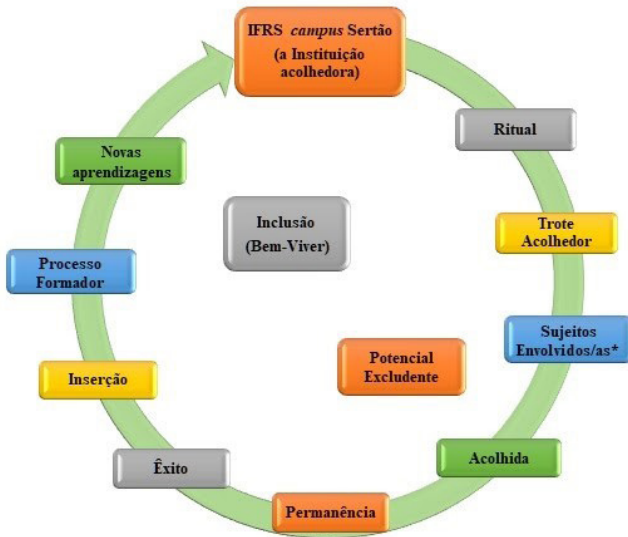 IFRS campus Sertão
(a Instituição
acolhedora)
Ritual
Trote
Acolhedor
Sujeitos
Envolvidos/as*
Acolhida
Permanência
Êxito
Inserção
Processo
Formador
Novas
aprendizagens
Inclusão
(Bem-Viver)
Potencial
Excludente